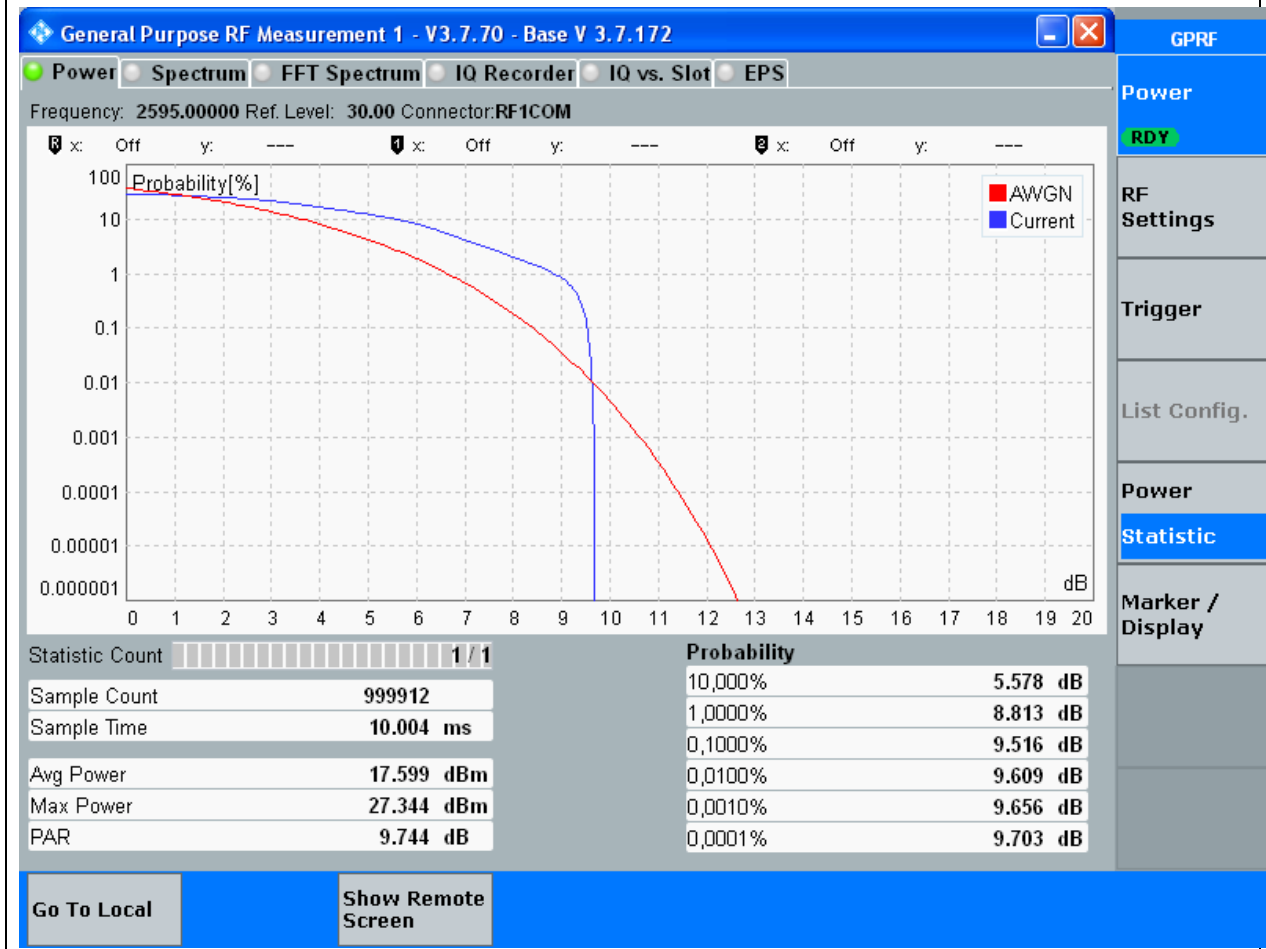 General Purpose RF Measurement 1 - V3.7.70 - Base V 3.7.172
GPRF
Power Spectrum FFT Spectrum IQ Recorder IQ vs. Slot EPS
Frequency: 2595.00000 Ref. Level: 30.00 Connector:RF1COM
R x: Off y: --- 1 x: Off y: --- 2 x: Off y: ---
Probability[%]
AWGN
Current
100
10
1
0.1
0.01
0.001
0.0001
0.00001
0.000001
dB
0 1 2 3 4 5 6 7 8 9 10 11 12 13 14 15 16 17 18 19 20
Statistic Count 1 / 1
Sample Count 999912
Sample Time 10.004 ms
Avg Power 17.599 dBm
Max Power 27.344 dBm
PAR 9.744 dB
Probability
10,000% 5.578 dB
1,0000% 8.813 dB
0,1000% 9.516 dB
0,0100% 9.609 dB
0,0010% 9.656 dB
0,0001% 9.703 dB
Power
RDY
RF
Settings
Trigger
List Config.
Power
Statistic
Marker /
Display
Go To Local
Show Remote
Screen